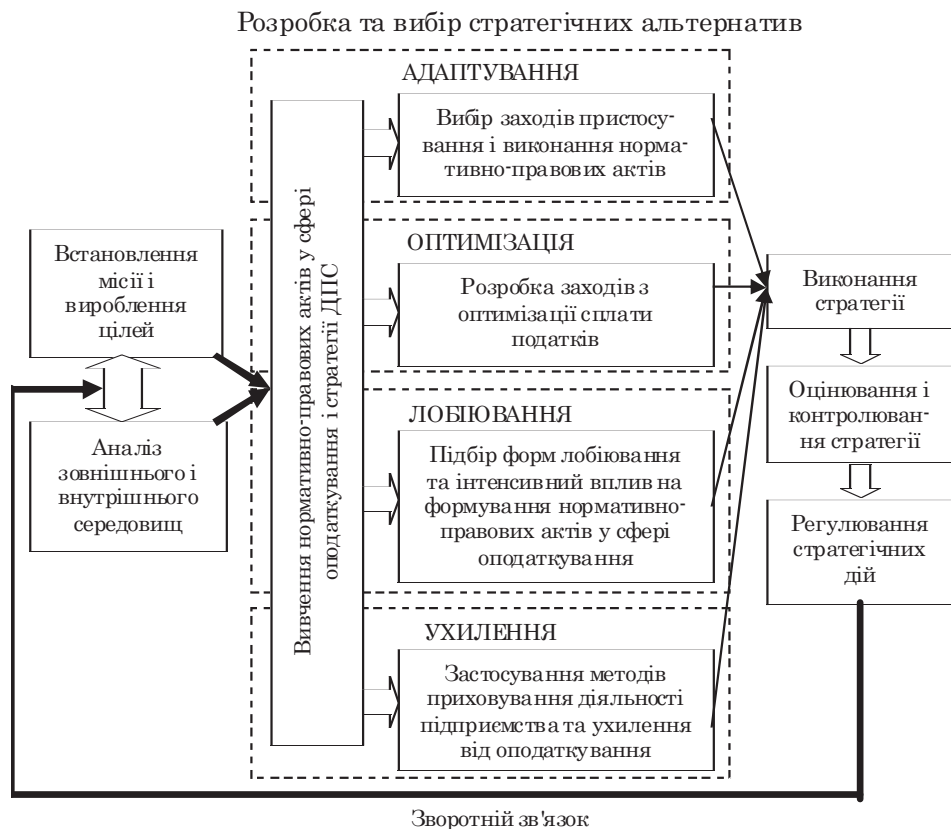 Розробка та вибір стратегічних альтернатив
АДАПТУВАННЯ
Вибір заходів пристосу-
вання і виконання норма-
тивно-правових актів
ОПТИМІЗАЦІЯ
Розробка заходів з
оптимізації сплати
податків
ЛОБІЮВАННЯ
Підбір форм лобіювання
та інтенсивний вплив на
формування нормативно-
правових актів у сфері
оподаткування
УХИЛЕННЯ
Застосування методів
приховування діяльності
підприємства та ухилення
від оподаткування
Вивчення нормативно-правових актів у сфері
оподаткування і стратегії ДПС
Встановлення
місії і
вироблення
цілей
Аналіз
зовнішнього і
внутрішнього
середовищ
Виконання
стратегії
Оцінювання і
контролюван-
ня стратегії
Регулювання
стратегічних
дій
Зворотній зв'язок